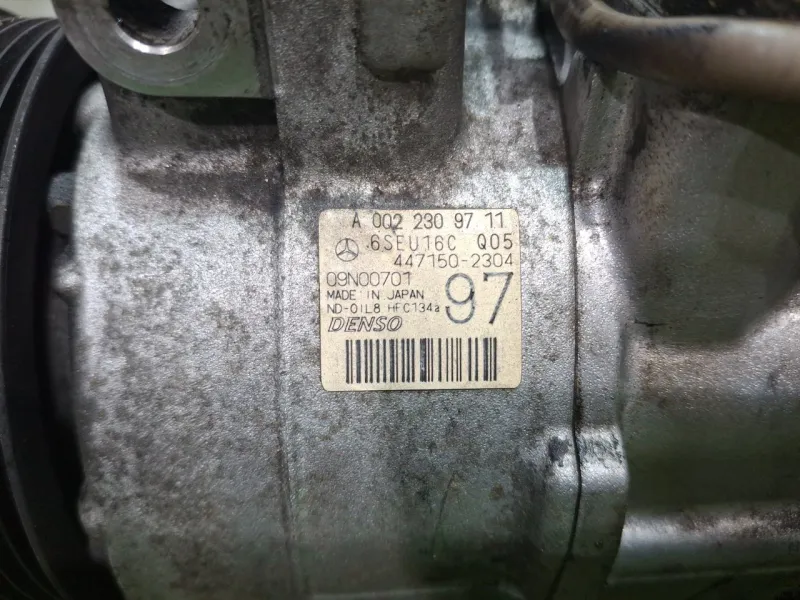 A 002 230 97 11
6SEU16C Q05
447150-2304
09N00701
97
MADE IN JAPAN
ND-OIL8 HFC134a
DENSO